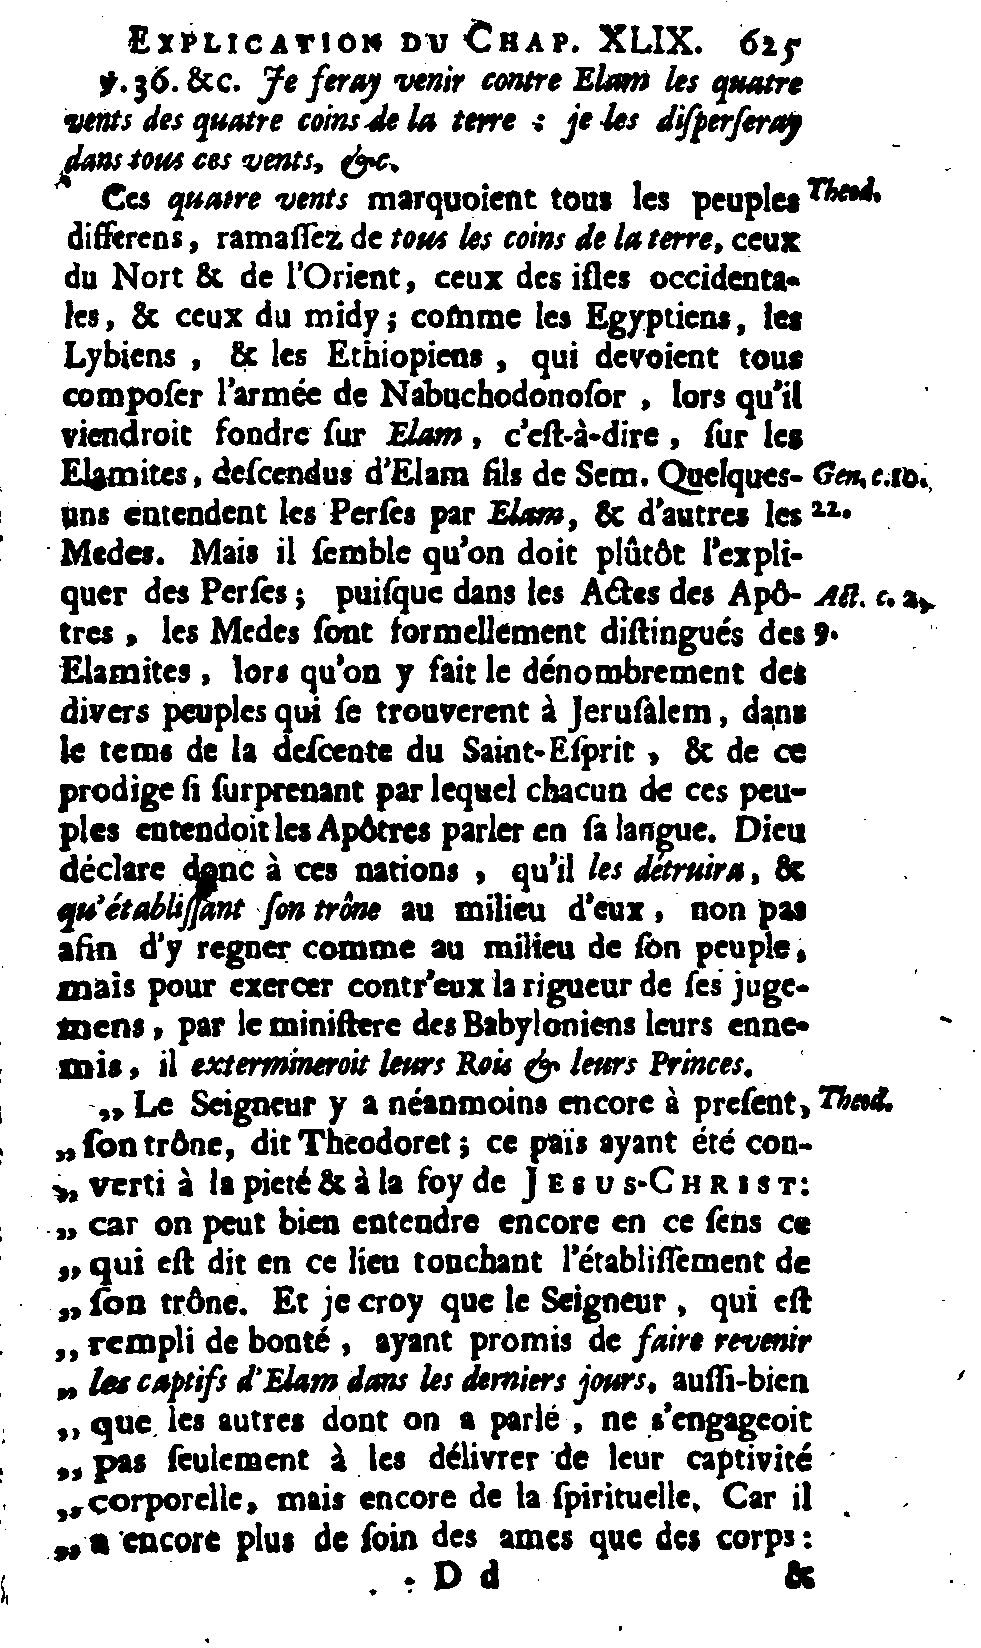 EXPLICATION DU CHAP. XLIX. 625
℣.36. &c. Je feray venir contre Elam les quatre
vents des quatre coins de la terre : je les diſperſeray
dans tous ces vents, &c.
Ces quatre vents marquoient tous les peuples Theod.
differens, ramaſſez de tous les coins de la terre, ceux
du Nort & de l'Orient, ceux des iſles occidenta-
les, & ceux du midy; comme les Egyptiens, les
Lybiens, & les Ethiopiens, qui devoient tous
compoſer l'armée de Nabuchodonoſor, lors qu'il
viendroit fondre ſur Elam, c'eſt-à-dire, ſur les
Elamites, deſcendus d'Elam fils de Sem. Quelques- Gen. c.10.
uns entendent les Perſes par Elam, & d'autres les 22.
Medes. Mais il ſemble qu'on doit plûtôt l'expli-
quer des Perſes; puiſque dans les Actes des Apô- Act. c. 2,
tres, les Medes ſont formellement diſtingués des 9.
Elamites, lors qu'on y fait le dénombrement des
divers peuples qui ſe trouverent à Jeruſalem, dans
le tems de la deſcente du Saint-Eſprit, & de ce
prodige ſi ſurprenant par lequel chacun de ces peu-
ples entendoit les Apôtres parler en ſa langue. Dieu
déclare donc à ces nations, qu'il les détruira, &
qu'établiſſant ſon trône au milieu d'eux, non pas
afin d'y regner comme au milieu de ſon peuple,
mais pour exercer contr'eux la rigueur de ſes juge-
mens, par le miniſtere des Babyloniens leurs enne-
mis, il extermineroit leurs Rois & leurs Princes.
„ Le Seigneur y a néanmoins encore à preſent, Theod.
„ ſon trône, dit Theodoret; ce païs ayant été con-
„ verti à la pieté & à la foy de JESUS-CHRIST:
„ car on peut bien entendre encore en ce ſens ce
„ qui eſt dit en ce lieu touchant l'établiſſement de
„ ſon trône. Et je croy que le Seigneur, qui eſt
„ rempli de bonté, ayant promis de faire revenir
„ les captifs d'Elam dans les derniers jours, auſſi-bien
„ que les autres dont on a parlé, ne s'engageoit
„ pas ſeulement à les délivrer de leur captivité
„ corporelle, mais encore de la ſpirituelle. Car il
„ a encore plus de ſoin des ames que des corps:
D d &